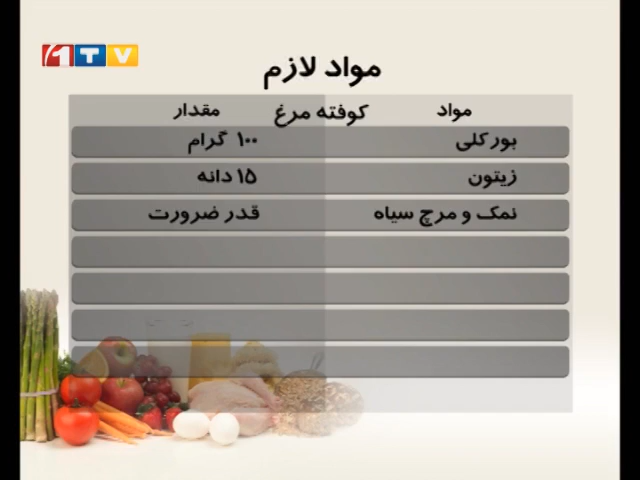 1TV
مواد لازم
مواد کوفته مرغ مقدار
بورکلی ۱۰۰ گرام
زیتون ۱۵ دانه
نمک و مرچ سیاه قدر ضرورت